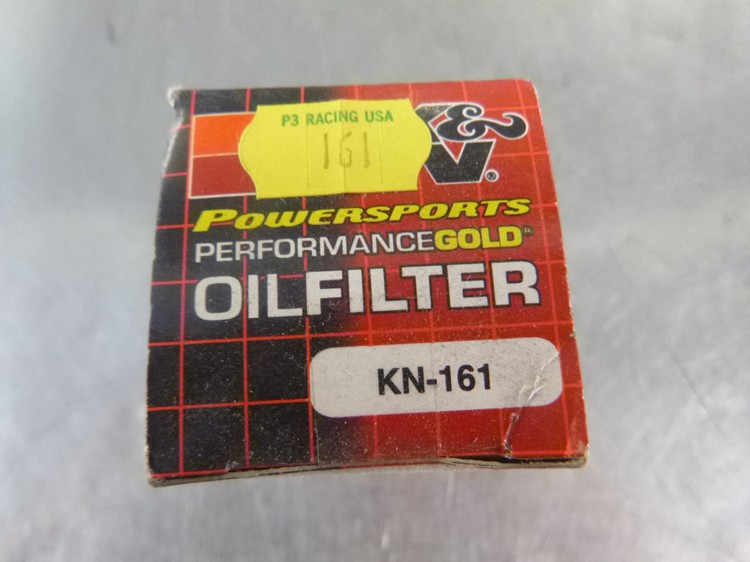 P3 RACING USA
161
K&N®
POWERSPORTS
PERFORMANCEGOLD®
OILFILTER
KN-161